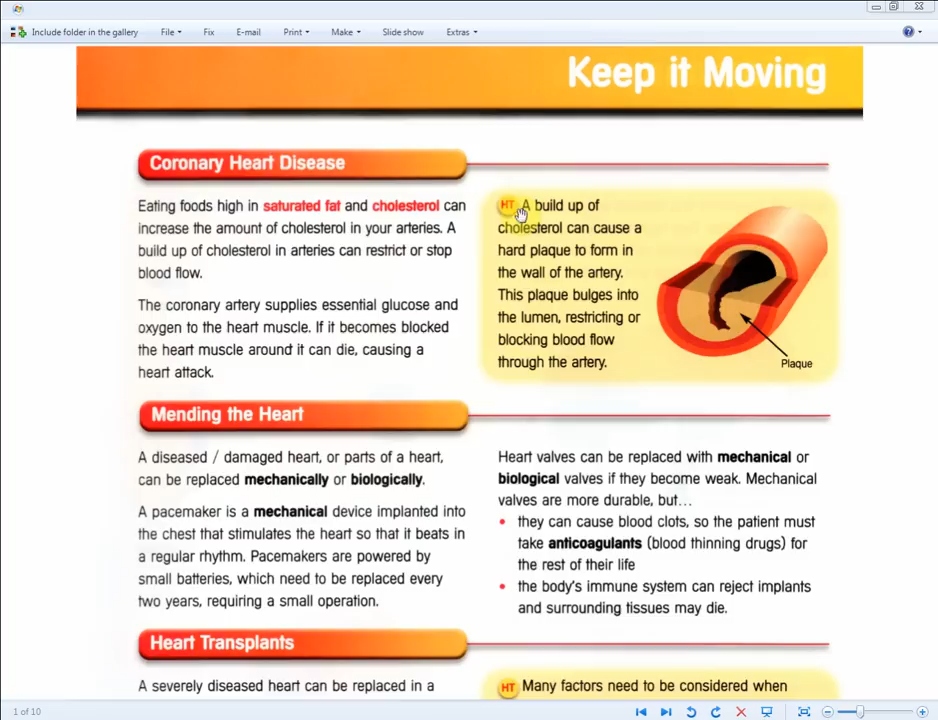 Include folder in the gallery File Fix E-mail Print Make Slide show Extras
Keep it Moving
Coronary Heart Disease
Eating foods high in saturated fat and cholesterol can
increase the amount of cholesterol in your arteries. A
build up of cholesterol in arteries can restrict or stop
blood flow.
The coronary artery supplies essential glucose and
oxygen to the heart muscle. If it becomes blocked
the heart muscle around it can die, causing a
heart attack.
HT A build up of
cholesterol can cause a
hard plaque to form in
the wall of the artery.
This plaque bulges into
the lumen, restricting or
blocking blood flow
through the artery.
Plaque
Mending the Heart
A diseased / damaged heart, or parts of a heart,
can be replaced mechanically or biologically.
A pacemaker is a mechanical device implanted into
the chest that stimulates the heart so that it beats in
a regular rhythm. Pacemakers are powered by
small batteries, which need to be replaced every
two years, requiring a small operation.
Heart valves can be replaced with mechanical or
biological valves if they become weak. Mechanical
valves are more durable, but...
• they can cause blood clots, so the patient must
take anticoagulants (blood thinning drugs) for
the rest of their life
• the body's immune system can reject implants
and surrounding tissues may die.
Heart Transplants
A severely diseased heart can be replaced in a
HT Many factors need to be considered when
1 of 10